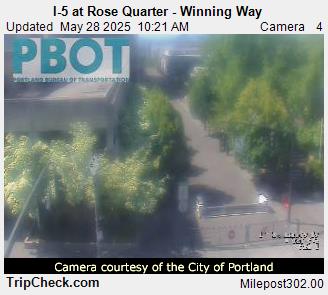 I-5 at Rose Quarter - Winning Way
Updated May 28 2025 10:21 AM Camera 4
PBOT
PORTLAND BUREAU OF TRANSPORTATION
Camera courtesy of the City of Portland
TripCheck.com Milepost302.00